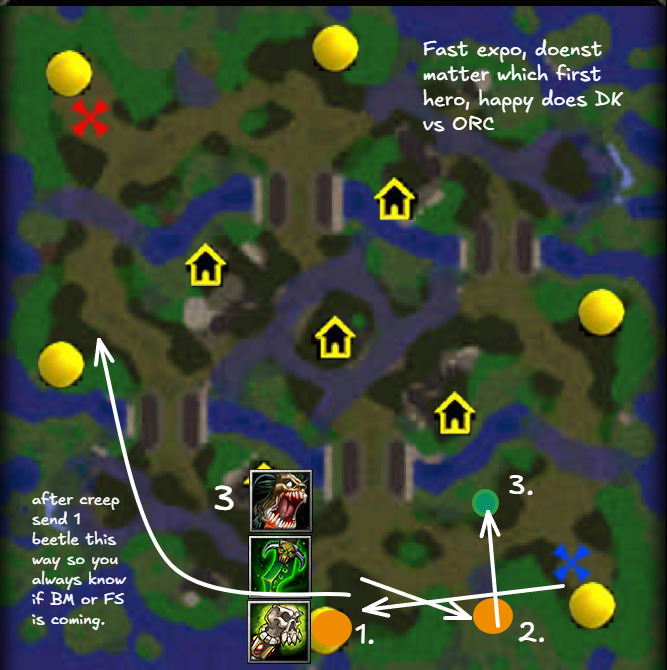 Fast expo, doenst
matter which first
hero, happy does DK
vs ORC
3
3.
after creep
send 1
beetle this
way so you
always know
if BM or FS
is coming.
1.
2.